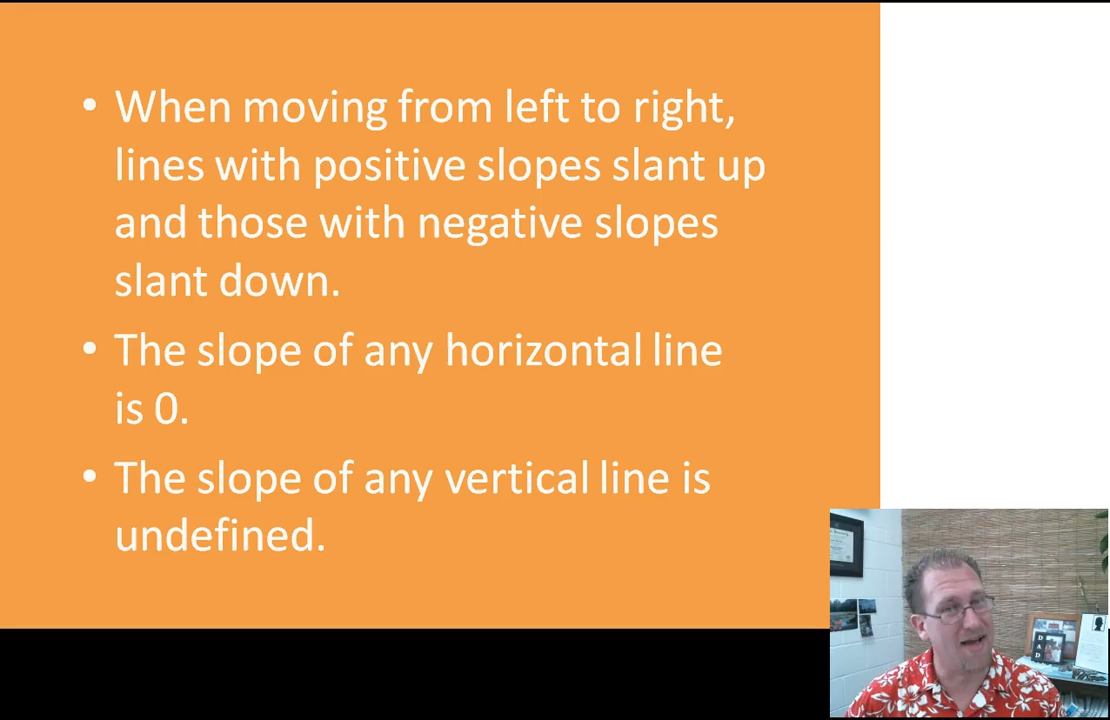 • When moving from left to right,
lines with positive slopes slant up
and those with negative slopes
slant down.
• The slope of any horizontal line
is 0.
• The slope of any vertical line is
undefined.
DAD